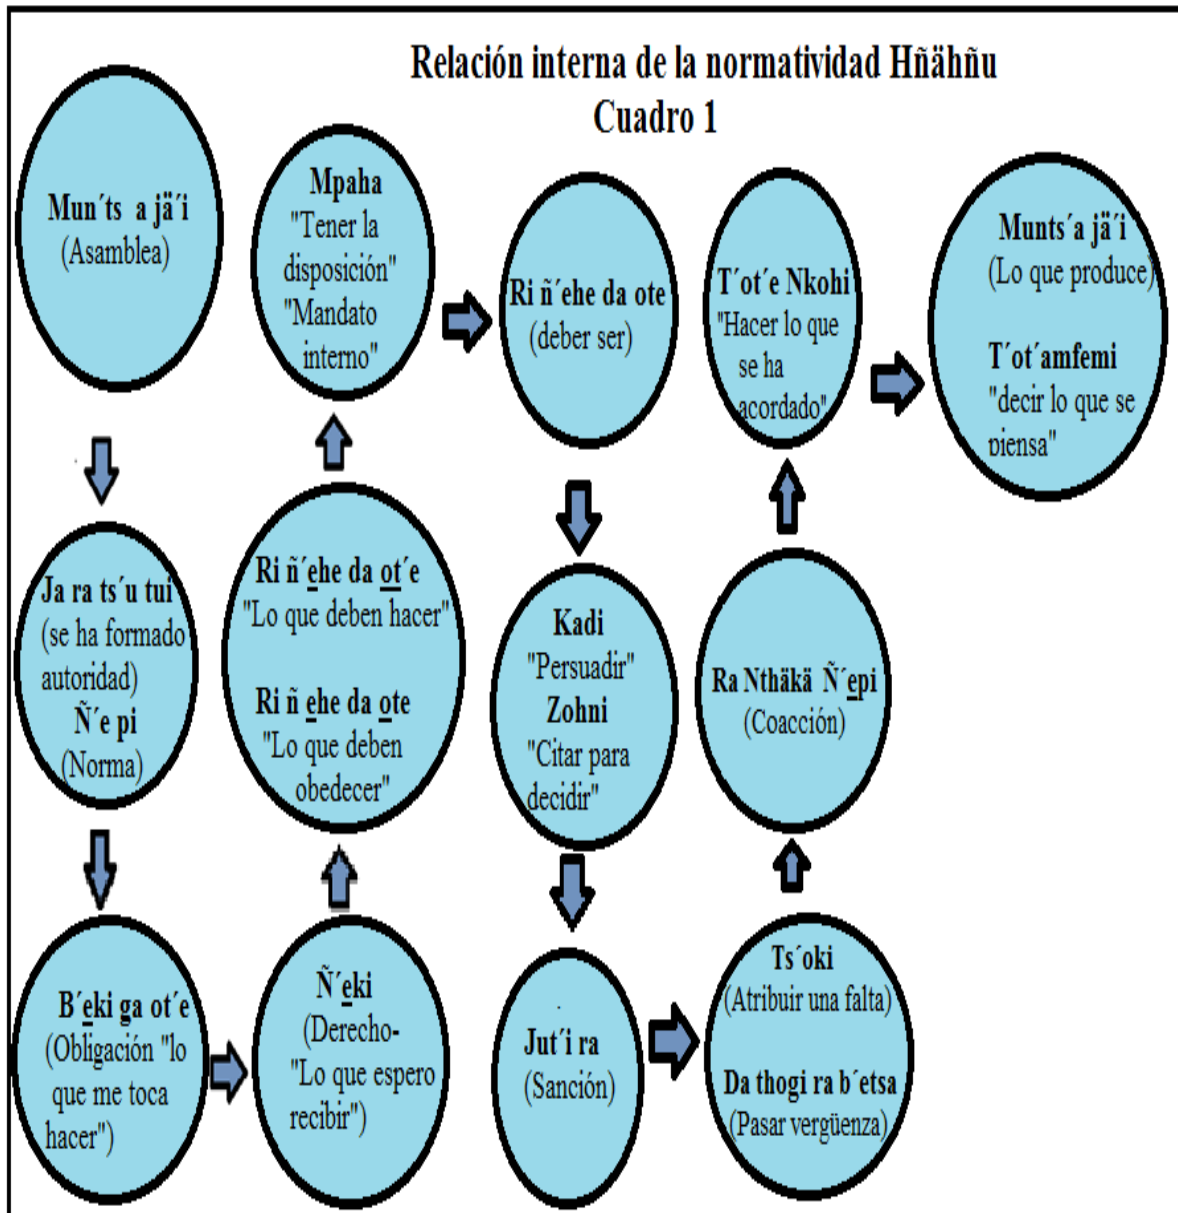 Relación interna de la normatividad Hñähñu
Cuadro 1
Mun´ts a jä´i
(Asamblea)
Ja ra ts´u tui
(se ha formado
autoridad)
Ñ´e pi
(Norma)
B´eki ga ot´e
(Obligación "lo
que me toca
hacer")
Ñ´eki
(Derecho-
"Lo que espero
recibir")
Ri ñ´ehe da ot´e
"Lo que deben hacer"
Ri ñ ehe da ote
"Lo que deben
obedecer"
Mpaha
"Tener la
disposición"
"Mandato
interno"
Ri ñ´ehe da ote
(deber ser)
Kadi
"Persuadir"
Zohni
"Citar para
decidir"
Jut´i ra
(Sanción)
Ts´oki
(Atribuir una falta)
Da thogi ra b´etsa
(Pasar vergüenza)
Ra Nthäkä Ñ´epi
(Coacción)
T´ot´e Nkohi
"Hacer lo que
se ha
acordado"
Munts´a jä´i
(Lo que produce)
T´ot´amfemi
"decir lo que se
piensa"